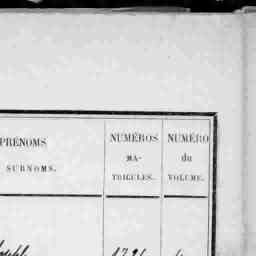 PRÉNOMS
SURNOMS.
NUMÉROS
MA-
TRICULES.
NUMÉRO
du
VOLUME.